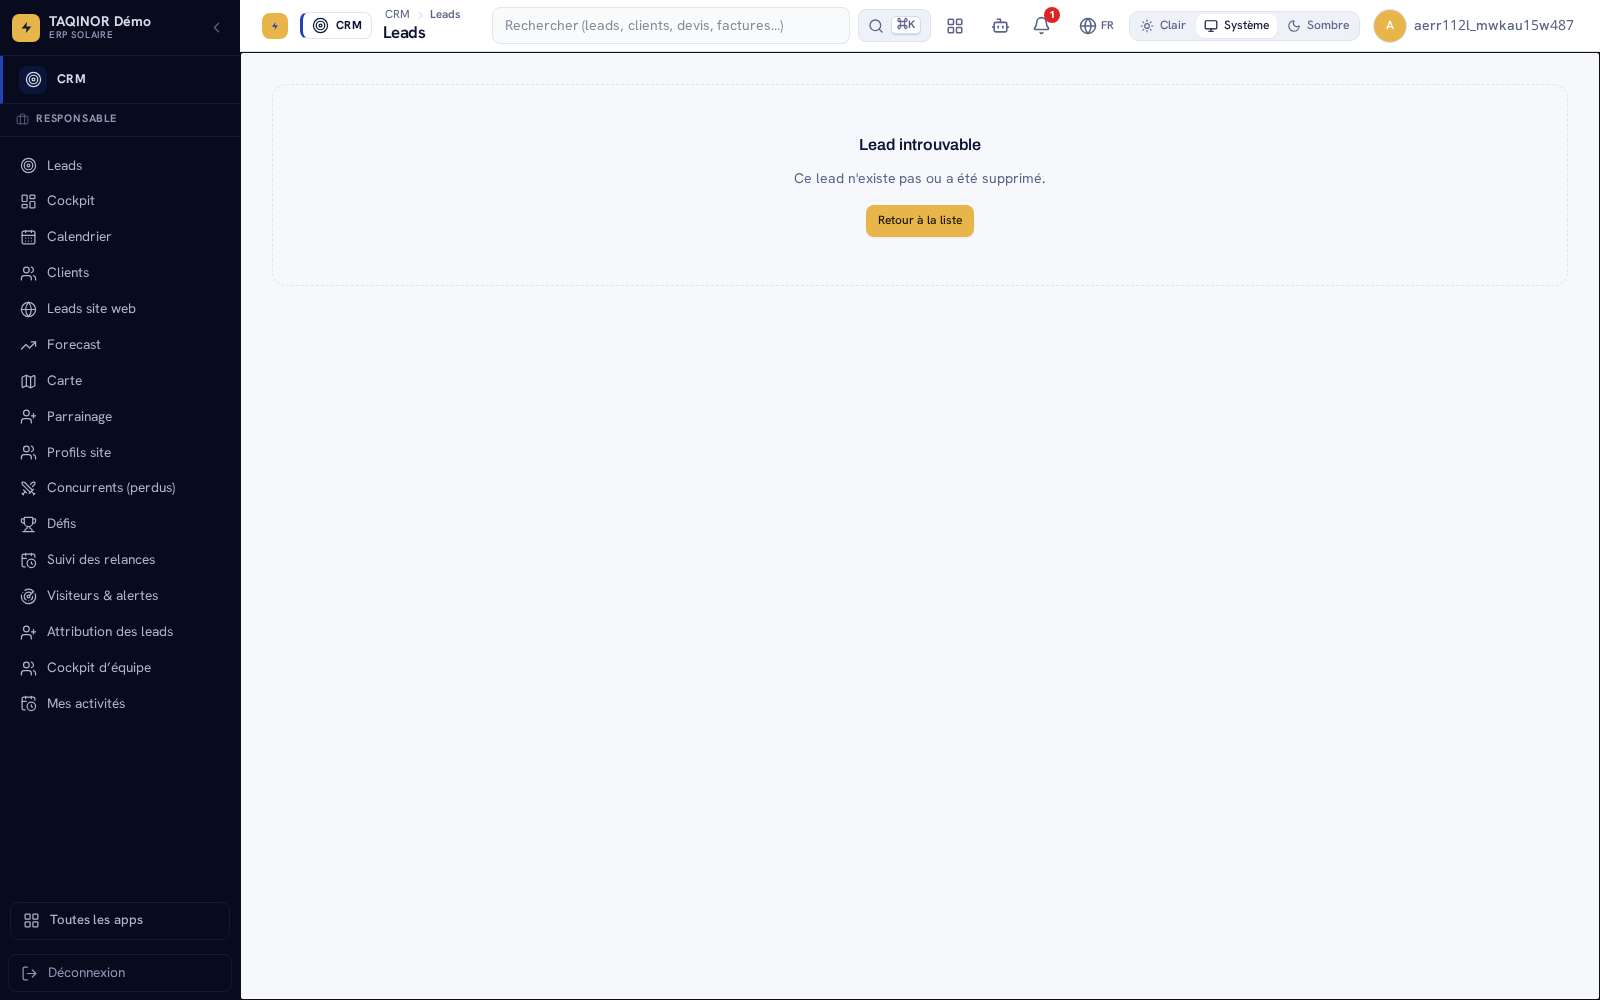 TAQINOR Démo
ERP SOLAIRE
CRM
RESPONSABLE
Leads
Cockpit
Calendrier
Clients
Leads site web
Forecast
Carte
Parrainage
Profils site
Concurrents (perdus)
Défis
Suivi des relances
Visiteurs & alertes
Attribution des leads
Cockpit d’équipe
Mes activités
Toutes les apps
Déconnexion
CRM
CRM > Leads
Leads
Rechercher (leads, clients, devis, factures…)
⌘K
1
FR
Clair
Système
Sombre
A
aerr112l_mwkau15w487
Lead introuvable
Ce lead n'existe pas ou a été supprimé.
Retour à la liste